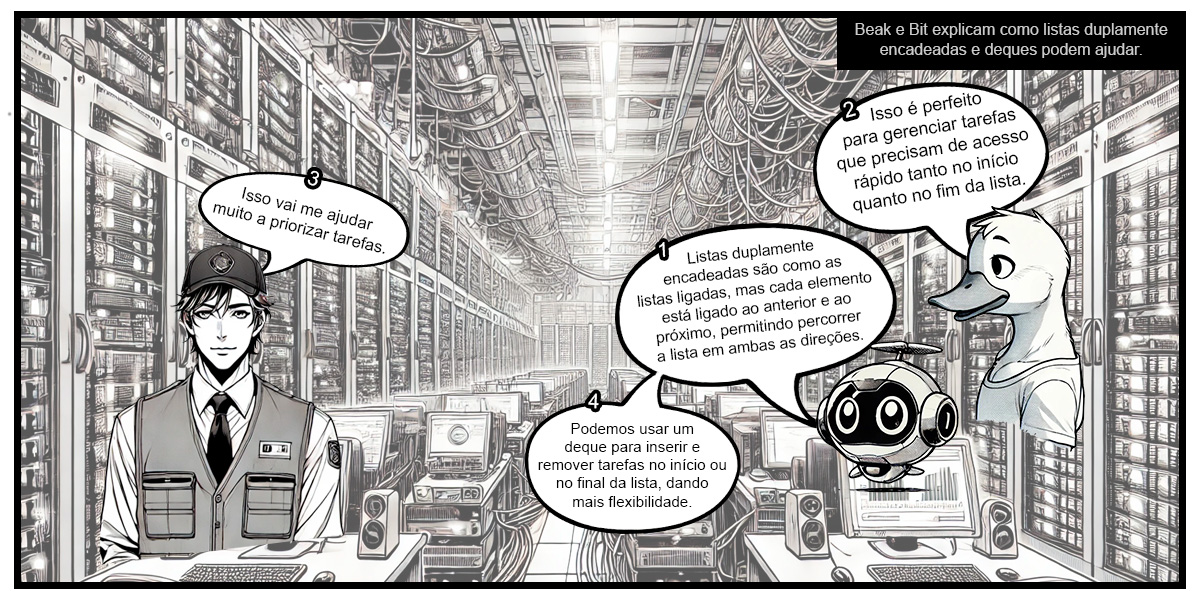 Beak e Bit explicam como listas duplamente
encadeadas e deques podem ajudar.
1
Listas duplamente
encadeadas são como as
listas ligadas, mas cada elemento
está ligado ao anterior e ao
próximo, permitindo percorrer
a lista em ambas as direções.
2
Isso é perfeito
para gerenciar tarefas
que precisam de acesso
rápido tanto no início
quanto no fim da lista.
3
Isso vai me ajudar
muito a priorizar tarefas.
4
Podemos usar um
deque para inserir e
remover tarefas no início ou
no final da lista, dando
mais flexibilidade.